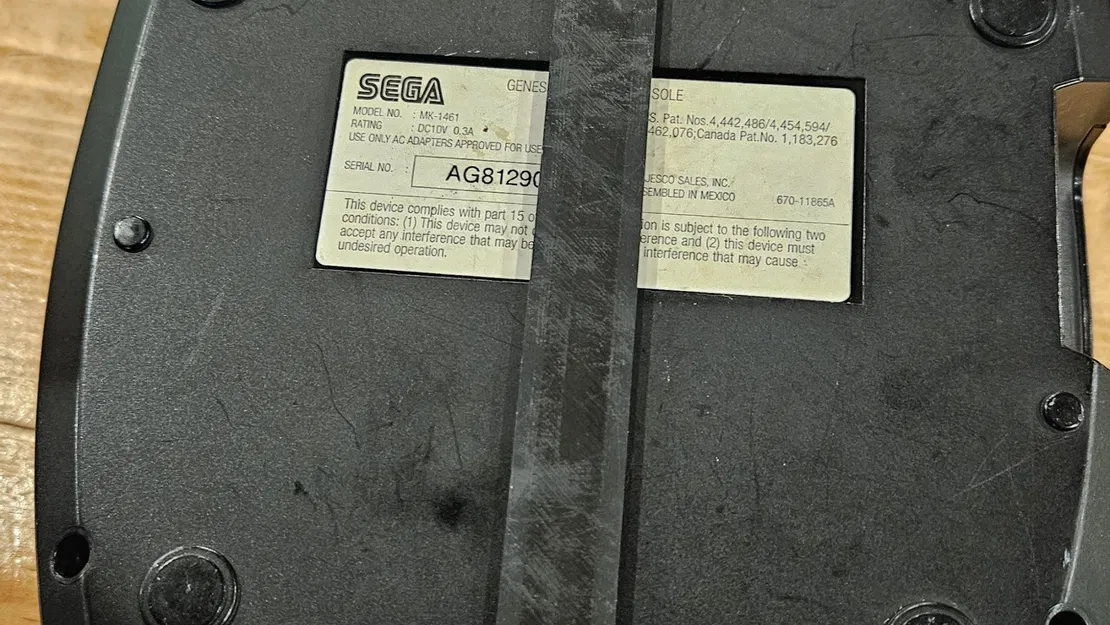 SEGA GENES SOLE
MODEL NO. : MK-1461
RATING : DC10V 0.3A
USE ONLY AC ADAPTERS APPROVED FOR USE
S. Pat. Nos.4,442,486/4,454,594/
462,076;Canada Pat.No. 1,183,276
SERIAL NO. : AG81290
JESCO SALES, INC.
SEMBLED IN MEXICO 670-11865A
This device complies with part 15 o on is subject to the following two
conditions: (1) This device may not erence and (2) this device must
accept any interference that may be interference that may cause
undesired operation.